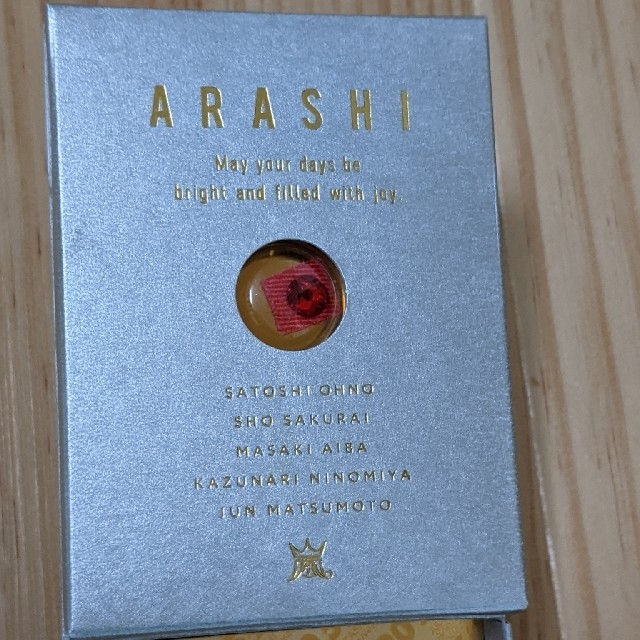 ARASHI
May your days be
bright and filled with joy.
SATOSHI OHNO
SHO SAKURAI
MASAKI AIBA
KAZUNARI NINOMIYA
JUN MATSUMOTO